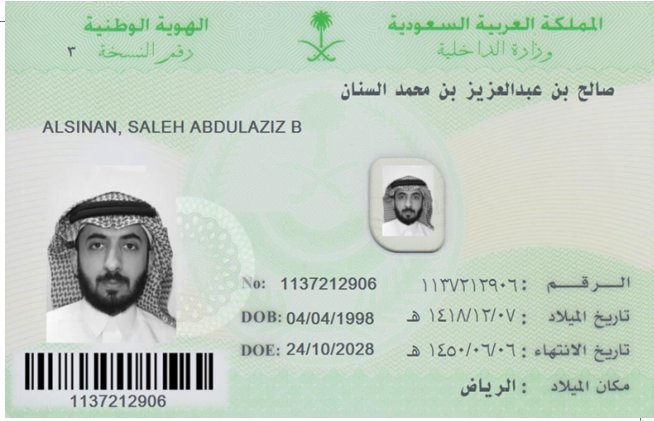 المملكة العربية السعودية
وزارة الداخلية
الهوية الوطنية
رقم النسخة ٣
صالح بن عبدالعزيز بن محمد السنان
ALSINAN, SALEH ABDULAZIZ B
No: 1137212906 الـرقــم : ١١٣٧٢١٢٩٠٦
DOB: 04/04/1998 تاريخ الميلاد : ١٤١٨/١٢/٠٧ هـ
DOE: 24/10/2028 تاريخ الانتهاء : ١٤٥٠/٠٦/٠٦ هـ
مكان الميلاد : الرياض
1137212906